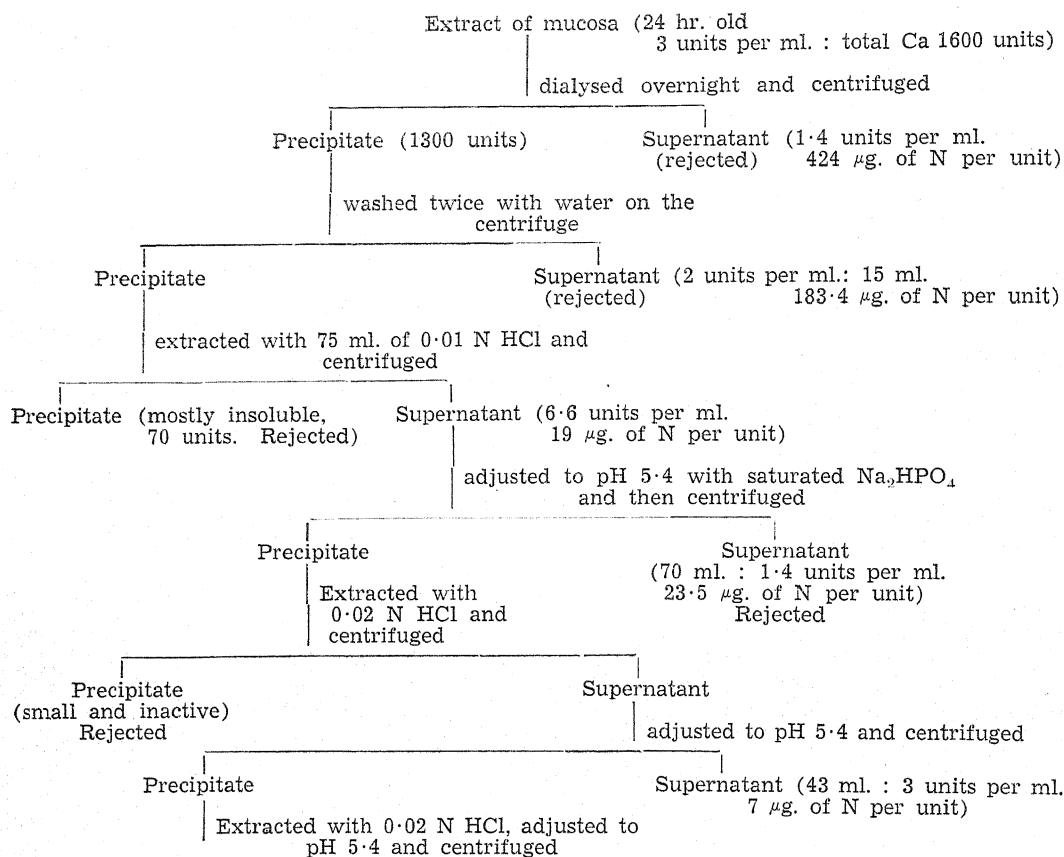 Extract of mucosa (24 hr. old
3 units per ml. : total Ca 1600 units)
dialysed overnight and centrifuged
Precipitate (1300 units)
Supernatant (1·4 units per ml.
(rejected) 424 μg. of N per unit)
washed twice with water on the
centrifuge
Precipitate
Supernatant (2 units per ml.: 15 ml.
(rejected) 183·4 μg. of N per unit)
extracted with 75 ml. of 0·01 N HCl and
centrifuged
Precipitate (mostly insoluble,
70 units. Rejected)
Supernatant (6·6 units per ml.
19 μg. of N per unit)
adjusted to pH 5·4 with saturated Na₂HPO₄
and then centrifuged
Precipitate
Supernatant
(70 ml. : 1·4 units per ml.
23·5 μg. of N per unit)
Rejected
Extracted with
0·02 N HCl and
centrifuged
Precipitate
(small and inactive)
Rejected
Supernatant
adjusted to pH 5·4 and centrifuged
Precipitate
Supernatant (43 ml. : 3 units per ml.
7 μg. of N per unit)
Extracted with 0·02 N HCl, adjusted to
pH 5·4 and centrifuged